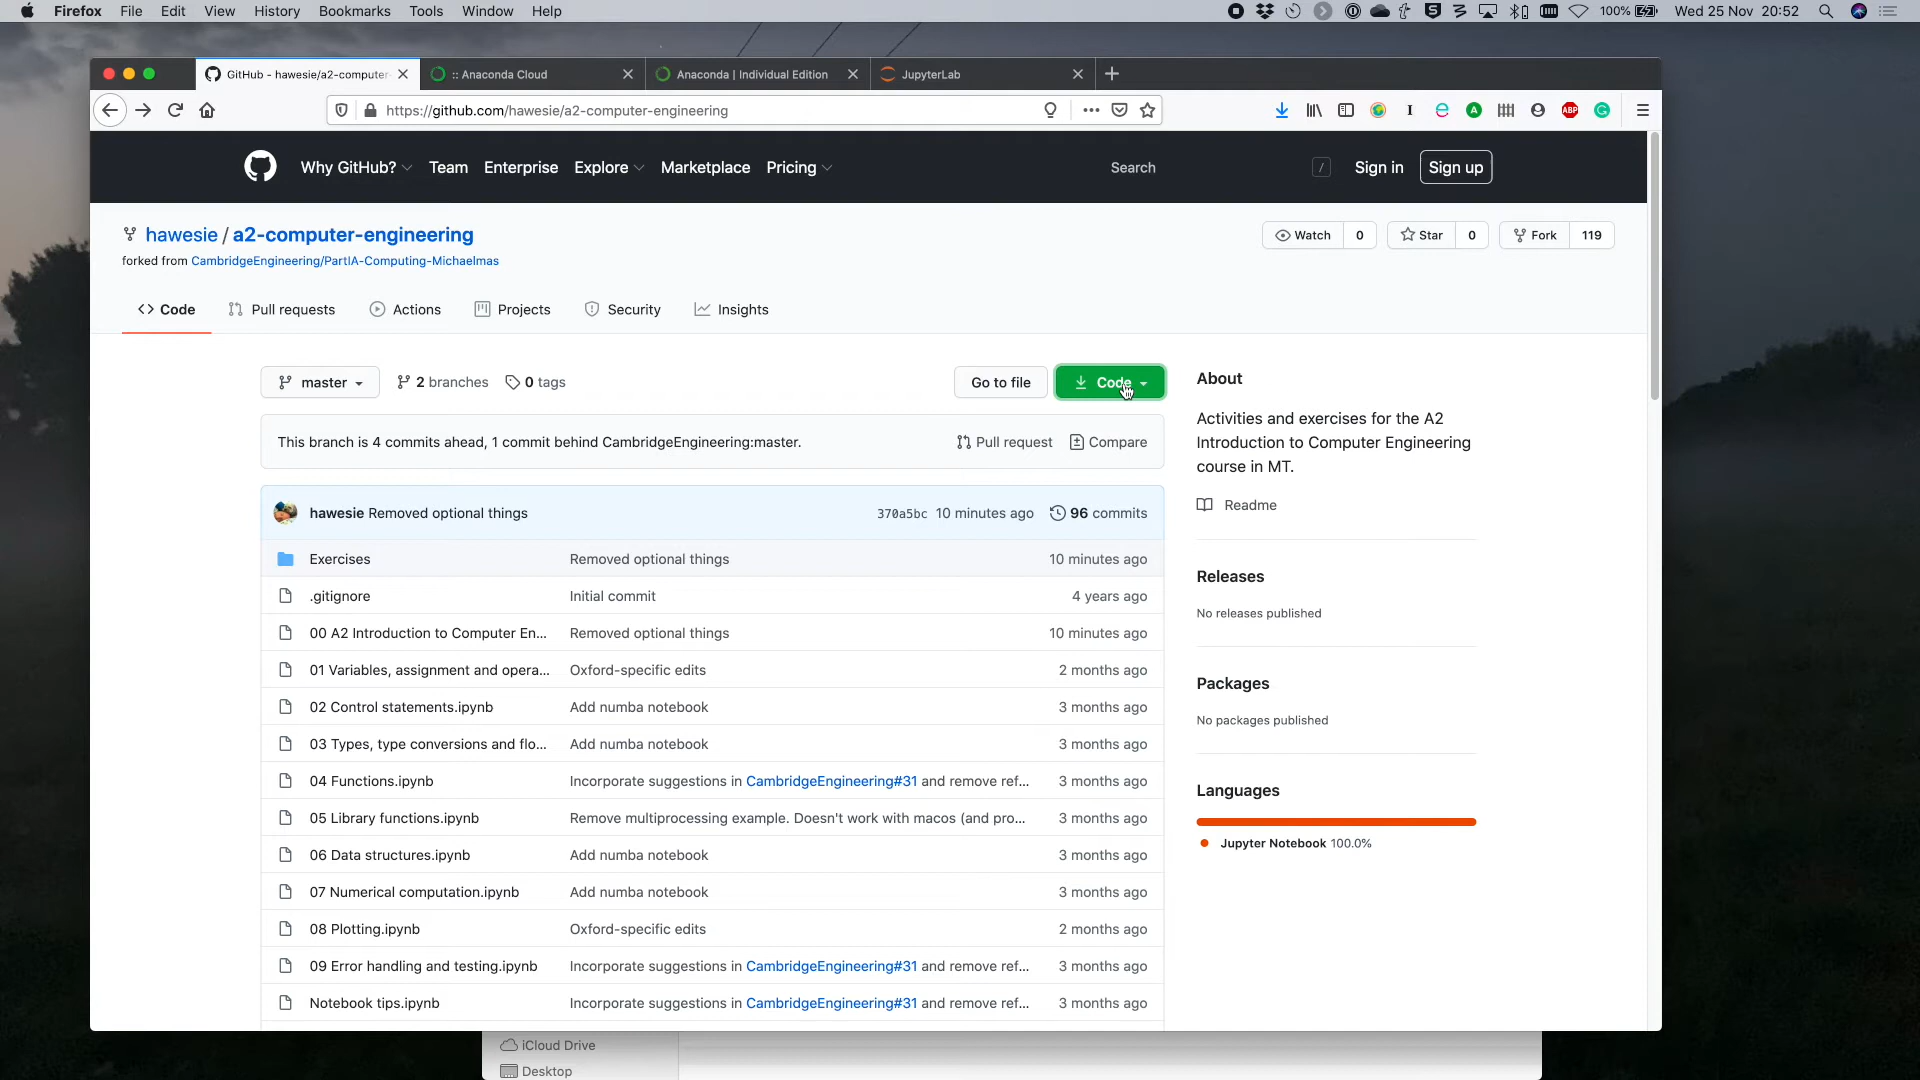 Firefox File Edit View History Bookmarks Tools Window Help 100% Wed 25 Nov 20:52
GitHub - hawesie/a2-computer- :: Anaconda Cloud Anaconda | Individual Edition JupyterLab
https://github.com/hawesie/a2-computer-engineering
ABP
Why GitHub? Team Enterprise Explore Marketplace Pricing Search / Sign in Sign up
hawesie / a2-computer-engineering
Watch 0 Star 0 Fork 119
forked from CambridgeEngineering/PartIA-Computing-Michaelmas
Code Pull requests Actions Projects Security Insights
master 2 branches 0 tags Go to file Code
This branch is 4 commits ahead, 1 commit behind CambridgeEngineering:master. Pull request Compare
hawesie Removed optional things 370a5bc 10 minutes ago 96 commits
Exercises Removed optional things 10 minutes ago
.gitignore Initial commit 4 years ago
00 A2 Introduction to Computer En... Removed optional things 10 minutes ago
01 Variables, assignment and opera... Oxford-specific edits 2 months ago
02 Control statements.ipynb Add numba notebook 3 months ago
03 Types, type conversions and flo... Add numba notebook 3 months ago
04 Functions.ipynb Incorporate suggestions in CambridgeEngineering#31 and remove ref... 3 months ago
05 Library functions.ipynb Remove multiprocessing example. Doesn't work with macos (and pro... 3 months ago
06 Data structures.ipynb Add numba notebook 3 months ago
07 Numerical computation.ipynb Add numba notebook 3 months ago
08 Plotting.ipynb Oxford-specific edits 2 months ago
09 Error handling and testing.ipynb Incorporate suggestions in CambridgeEngineering#31 and remove ref... 3 months ago
Notebook tips.ipynb Incorporate suggestions in CambridgeEngineering#31 and remove ref... 3 months ago
About
Activities and exercises for the A2
Introduction to Computer Engineering
course in MT.
Readme
Releases
No releases published
Packages
No packages published
Languages
Jupyter Notebook 100.0%
iCloud Drive
Desktop